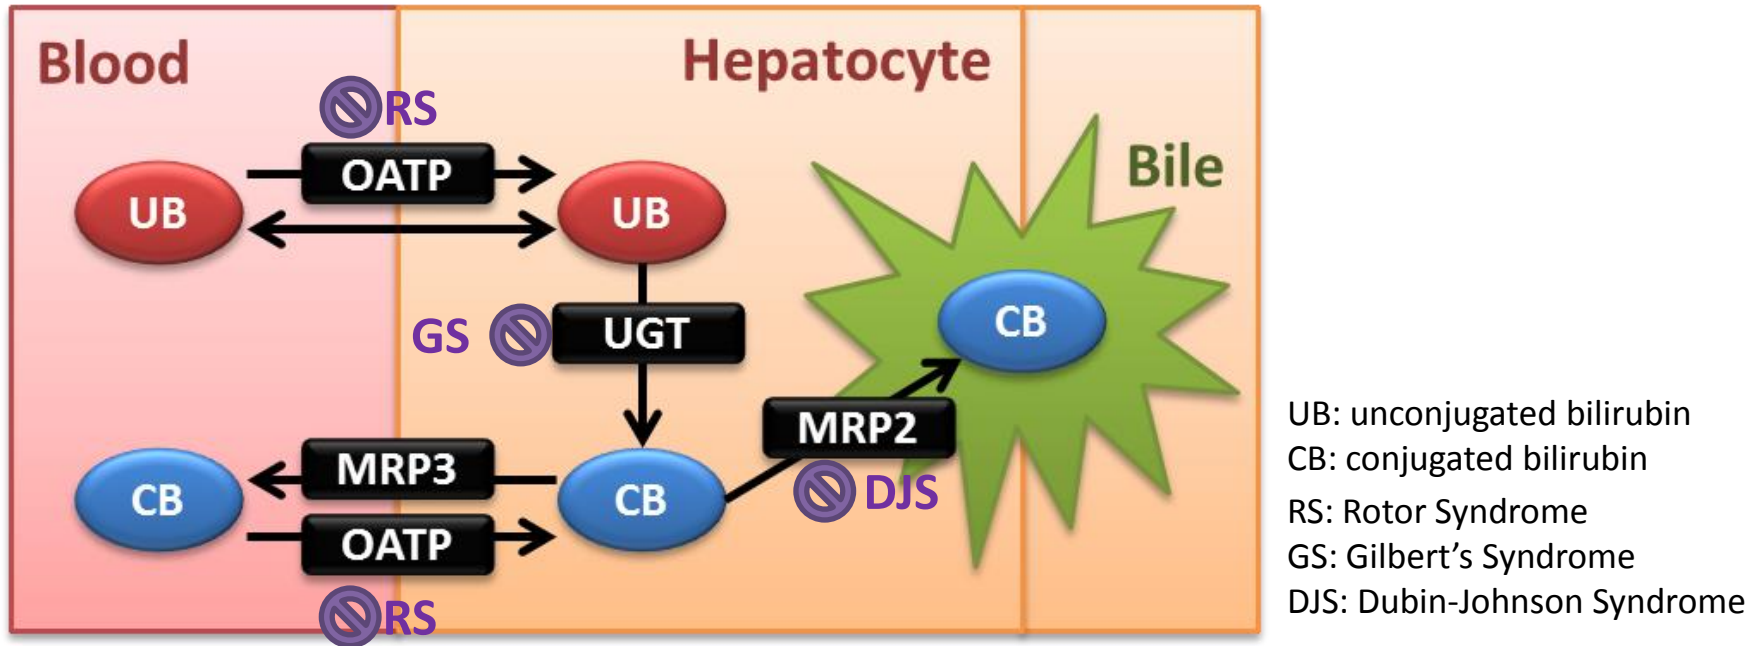 Blood
Hepatocyte
Bile
RS
OATP
UB
UB
GS
UGT
CB
MRP2
DJS
MRP3
CB
CB
OATP
RS
UB: unconjugated bilirubin
CB: conjugated bilirubin
RS: Rotor Syndrome
GS: Gilbert’s Syndrome
DJS: Dubin-Johnson Syndrome